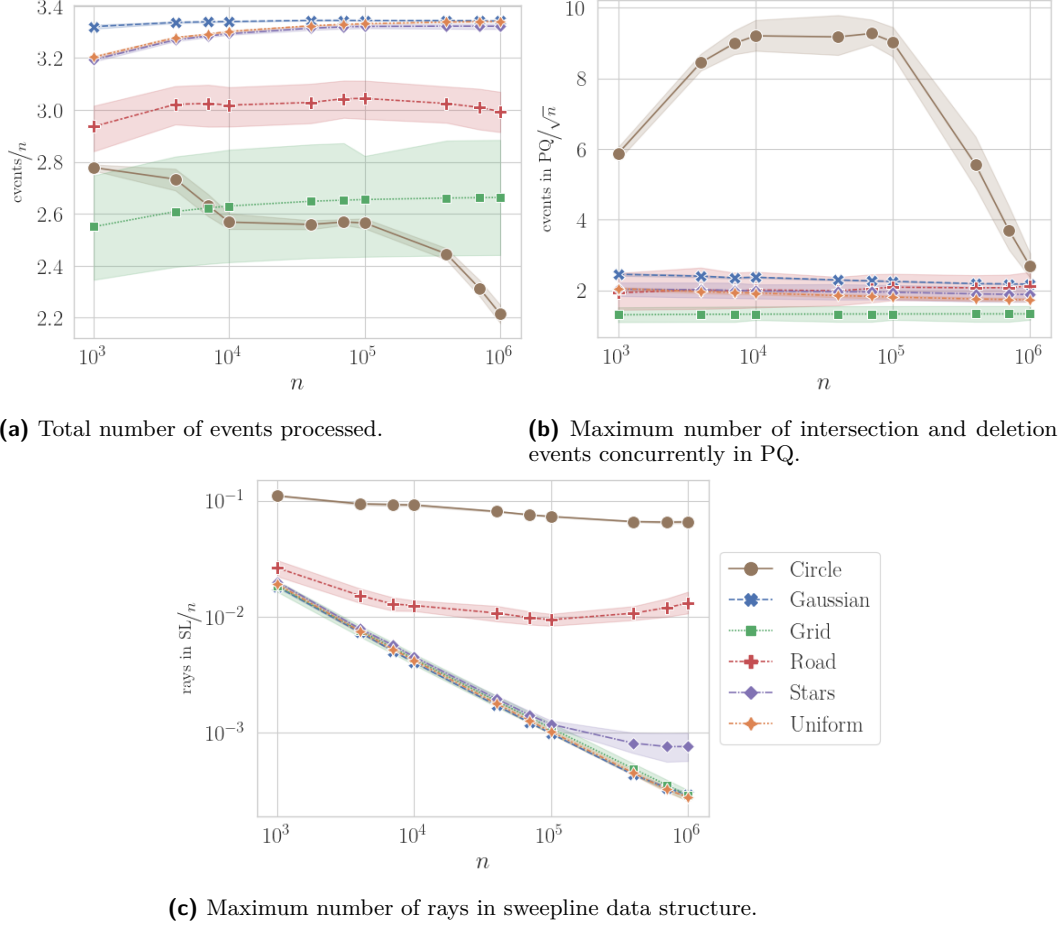 3.4
3.2
3.0
2.8
2.6
2.4
2.2
events/n
10^3
10^4
10^5
10^6
n
(a) Total number of events processed.
10
8
6
4
2
events in PQ/√n
10^3
10^4
10^5
10^6
n
(b) Maximum number of intersection and deletion
events concurrently in PQ.
10^−1
10^−2
10^−3
rays in SL/n
10^3
10^4
10^5
10^6
n
Circle
Gaussian
Grid
Road
Stars
Uniform
(c) Maximum number of rays in sweepline data structure.